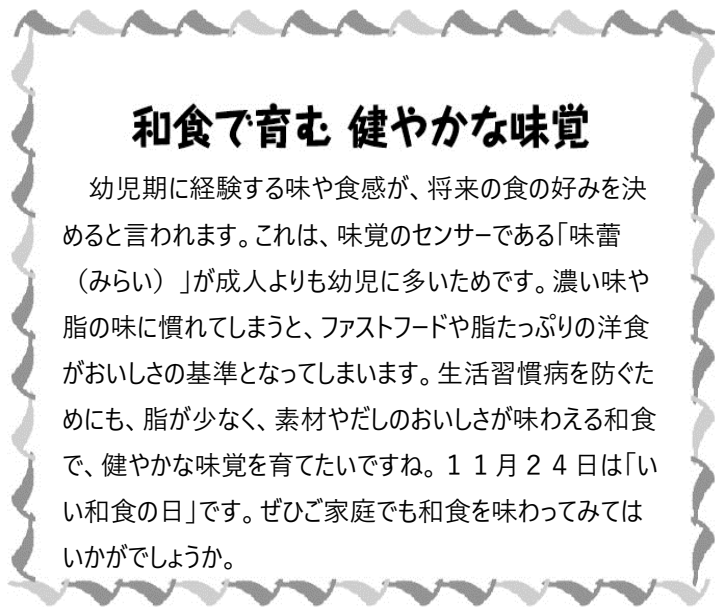 和食で育む 健やかな味覚
　幼児期に経験する味や食感が、将来の食の好みを決
めると言われます。これは、味覚のセンサーである「味蕾
（みらい）」が成人よりも幼児に多いためです。濃い味や
脂の味に慣れてしまうと、ファストフードや脂たっぷりの洋食
がおいしさの基準となってしまいます。生活習慣病を防ぐた
めにも、脂が少なく、素材やだしのおいしさが味わえる和食
で、健やかな味覚を育てたいですね。１１月２４日は「い
い和食の日」です。ぜひご家庭でも和食を味わってみては
いかがでしょうか。